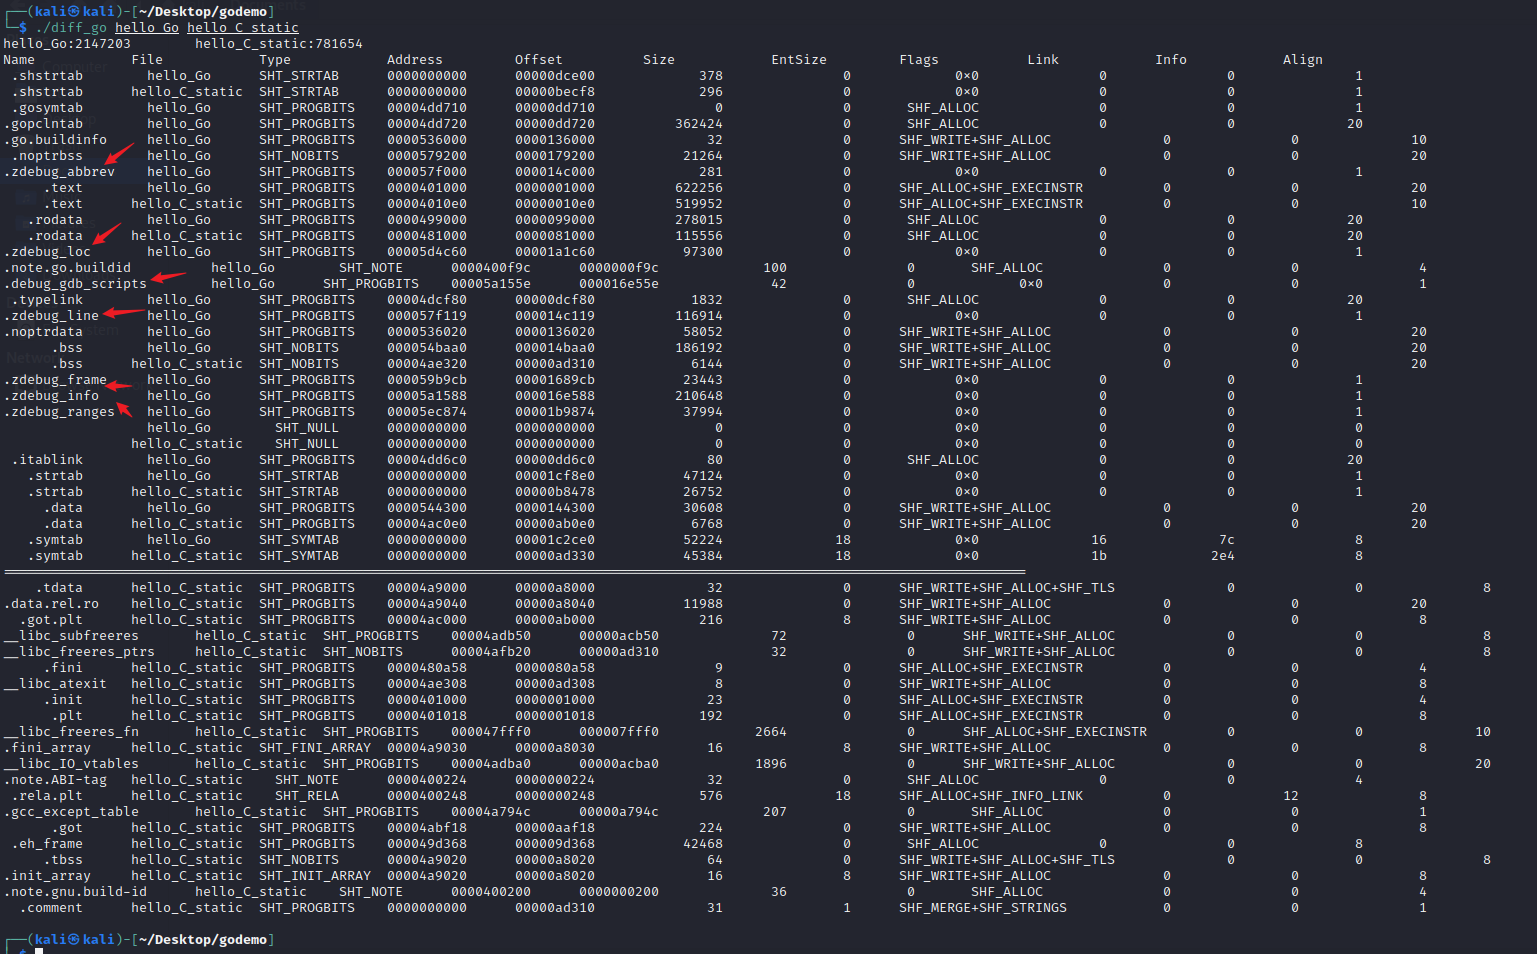 ┌──(kali㉿kali)-[~/Desktop/godemo]
└─$ ./diff_go hello_Go hello_C_static
hello_Go:2147203 hello_C_static:781654
Name File Type Address Offset Size EntSize Flags Link Info Align
.shstrtab hello_Go SHT_STRTAB 0000000000 00000dce00 378 0 0×0 0 0 1
.shstrtab hello_C_static SHT_STRTAB 0000000000 00000becf8 296 0 0×0 0 0 1
.gosymtab hello_Go SHT_PROGBITS 00004dd710 00000dd710 0 0 SHF_ALLOC 0 0 1
.gopclntab hello_Go SHT_PROGBITS 00004dd720 00000dd720 362424 0 SHF_ALLOC 0 0 20
.go.buildinfo hello_Go SHT_PROGBITS 0000536000 0000136000 32 0 SHF_WRITE+SHF_ALLOC 0 0 10
.noptrbss hello_Go SHT_NOBITS 0000579200 0000179200 21264 0 SHF_WRITE+SHF_ALLOC 0 0 20
.zdebug_abbrev hello_Go SHT_PROGBITS 000057f000 000014c000 281 0 0×0 0 0 1
.text hello_Go SHT_PROGBITS 0000401000 0000001000 622256 0 SHF_ALLOC+SHF_EXECINSTR 0 0 20
.text hello_C_static SHT_PROGBITS 00004010e0 00000010e0 519952 0 SHF_ALLOC+SHF_EXECINSTR 0 0 10
.rodata hello_Go SHT_PROGBITS 0000499000 0000099000 278015 0 SHF_ALLOC 0 0 20
.rodata hello_C_static SHT_PROGBITS 0000481000 0000081000 115556 0 SHF_ALLOC 0 0 20
.zdebug_loc hello_Go SHT_PROGBITS 00005d4c60 00001a1c60 97300 0 0×0 0 0 1
.note.go.buildid hello_Go SHT_NOTE 0000400f9c 0000000f9c 100 0 SHF_ALLOC 0 0 4
.debug_gdb_scripts hello_Go SHT_PROGBITS 00005a155e 000016e55e 42 0 0×0 0 0 1
.typelink hello_Go SHT_PROGBITS 00004dcf80 00000dcf80 1832 0 SHF_ALLOC 0 0 20
.zdebug_line hello_Go SHT_PROGBITS 000057f119 000014c119 116914 0 0×0 0 0 1
.noptrdata hello_Go SHT_PROGBITS 0000536020 0000136020 58052 0 SHF_WRITE+SHF_ALLOC 0 0 20
.bss hello_Go SHT_NOBITS 000054baa0 000014baa0 186192 0 SHF_WRITE+SHF_ALLOC 0 0 20
.bss hello_C_static SHT_NOBITS 00004ae320 00000ad310 6144 0 SHF_WRITE+SHF_ALLOC 0 0 20
.zdebug_frame hello_Go SHT_PROGBITS 000059b9cb 00001689cb 23443 0 0×0 0 0 1
.zdebug_info hello_Go SHT_PROGBITS 00005a1588 000016e588 210648 0 0×0 0 0 1
.zdebug_ranges hello_Go SHT_PROGBITS 00005ec874 00001b9874 37994 0 0×0 0 0 1
hello_Go SHT_NULL 0000000000 0000000000 0 0 0×0 0 0 0
hello_C_static SHT_NULL 0000000000 0000000000 0 0 0×0 0 0 0
.itablink hello_Go SHT_PROGBITS 00004dd6c0 00000dd6c0 80 0 SHF_ALLOC 0 0 20
.strtab hello_Go SHT_STRTAB 0000000000 00001cf8e0 47124 0 0×0 0 0 1
.strtab hello_C_static SHT_STRTAB 0000000000 00000b8478 26752 0 0×0 0 0 1
.data hello_Go SHT_PROGBITS 0000544300 0000144300 30608 0 SHF_WRITE+SHF_ALLOC 0 0 20
.data hello_C_static SHT_PROGBITS 00004ac0e0 00000ab0e0 6768 0 SHF_WRITE+SHF_ALLOC 0 0 20
.symtab hello_Go SHT_SYMTAB 0000000000 00001c2ce0 52224 18 0×0 16 7c 8
.symtab hello_C_static SHT_SYMTAB 0000000000 00000ad330 45384 18 0×0 1b 2e4 8
.tdata hello_C_static SHT_PROGBITS 00004a9000 00000a8000 32 0 SHF_WRITE+SHF_ALLOC+SHF_TLS 0 0 8
.data.rel.ro hello_C_static SHT_PROGBITS 00004a9040 00000a8040 11988 0 SHF_WRITE+SHF_ALLOC 0 0 20
.got.plt hello_C_static SHT_PROGBITS 00004ac000 00000ab000 216 8 SHF_WRITE+SHF_ALLOC 0 0 8
__libc_subfreeres hello_C_static SHT_PROGBITS 00004adb50 00000acb50 72 0 SHF_WRITE+SHF_ALLOC 0 0 8
__libc_freeres_ptrs hello_C_static SHT_NOBITS 00004afb20 00000ad310 32 0 SHF_WRITE+SHF_ALLOC 0 0 8
.fini hello_C_static SHT_PROGBITS 0000480a58 0000080a58 9 0 SHF_ALLOC+SHF_EXECINSTR 0 0 4
__libc_atexit hello_C_static SHT_PROGBITS 00004ae308 00000ad308 8 0 SHF_WRITE+SHF_ALLOC 0 0 8
.init hello_C_static SHT_PROGBITS 0000401000 0000001000 23 0 SHF_ALLOC+SHF_EXECINSTR 0 0 4
.plt hello_C_static SHT_PROGBITS 0000401018 0000001018 192 0 SHF_ALLOC+SHF_EXECINSTR 0 0 8
__libc_freeres_fn hello_C_static SHT_PROGBITS 000047fff0 000007fff0 2664 0 SHF_ALLOC+SHF_EXECINSTR 0 0 10
.fini_array hello_C_static SHT_FINI_ARRAY 00004a9030 00000a8030 16 8 SHF_WRITE+SHF_ALLOC 0 0 8
__libc_IO_vtables hello_C_static SHT_PROGBITS 00004adba0 00000acba0 1896 0 SHF_WRITE+SHF_ALLOC 0 0 20
.note.ABI-tag hello_C_static SHT_NOTE 0000400224 0000000224 32 0 SHF_ALLOC 0 0 4
.rela.plt hello_C_static SHT_RELA 0000400248 0000000248 576 18 SHF_ALLOC+SHF_INFO_LINK 0 12 8
.gcc_except_table hello_C_static SHT_PROGBITS 00004a794c 00000a794c 207 0 SHF_ALLOC 0 0 1
.got hello_C_static SHT_PROGBITS 00004abf18 00000aaf18 224 0 SHF_WRITE+SHF_ALLOC 0 0 8
.eh_frame hello_C_static SHT_PROGBITS 000049d368 000009d368 42468 0 SHF_ALLOC 0 0 8
.tbss hello_C_static SHT_NOBITS 00004a9020 00000a8020 64 0 SHF_WRITE+SHF_ALLOC+SHF_TLS 0 0 8
.init_array hello_C_static SHT_INIT_ARRAY 00004a9020 00000a8020 16 8 SHF_WRITE+SHF_ALLOC 0 0 8
.note.gnu.build-id hello_C_static SHT_NOTE 0000400200 0000000200 36 0 SHF_ALLOC 0 0 4
.comment hello_C_static SHT_PROGBITS 0000000000 00000ad310 31 1 SHF_MERGE+SHF_STRINGS 0 0 1
┌──(kali㉿kali)-[~/Desktop/godemo]
└─$